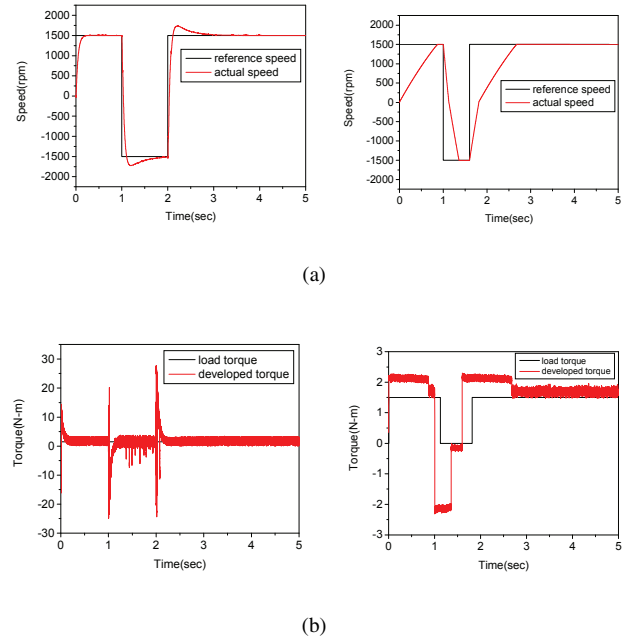 2000
1500
1000
500
0
-500
-1000
-1500
-2000
Speed(rpm)
reference speed
actual speed
0 1 2 3 4 5
Time(sec)
2000
1500
1000
500
0
-500
-1000
-1500
-2000
Speed(rpm)
reference speed
actual speed
0 1 2 3 4 5
Time(sec)
(a)
30
20
10
0
-10
-20
-30
Torque(N-m)
load torque
developed torque
0 1 2 3 4 5
Time(sec)
3
2
1
0
-1
-2
Torque(N-m)
load torque
developed torque
0 1 2 3 4 5
Time(sec)
(b)